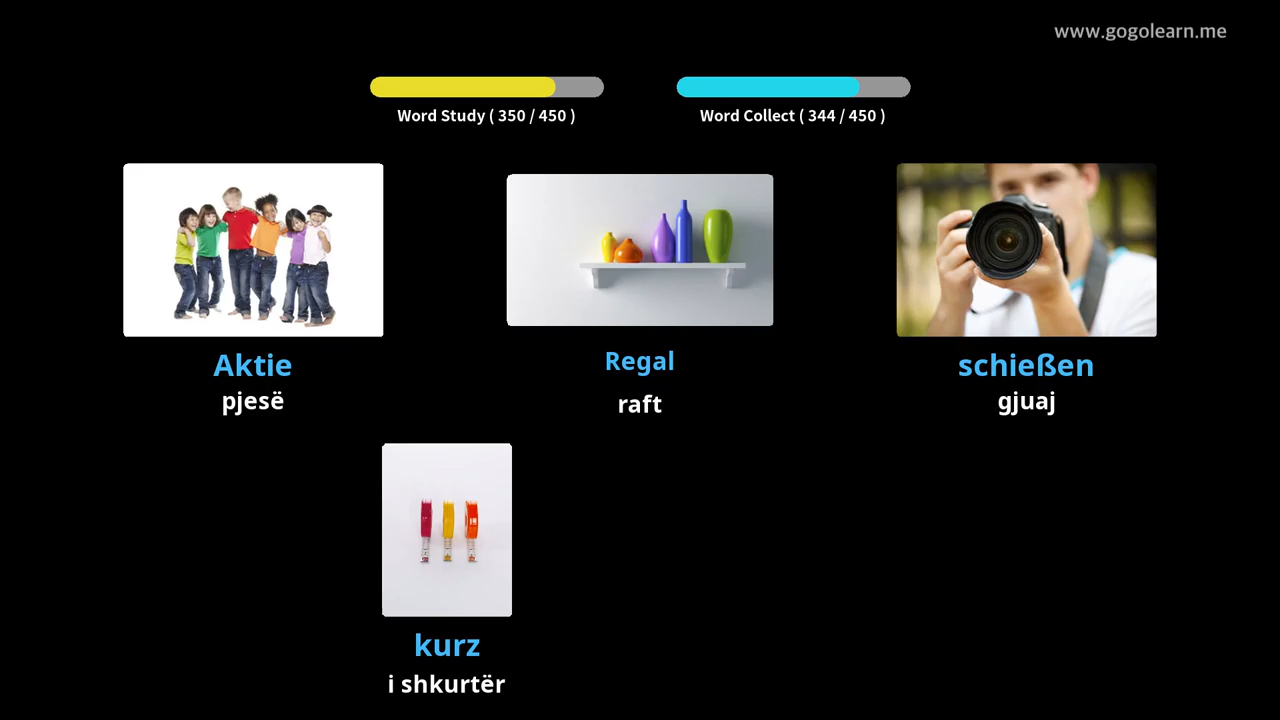 www.gogolearn.me
Word Study ( 350 / 450 )
Word Collect ( 344 / 450 )
Aktie
pjesë
Regal
raft
schießen
gjuaj
kurz
i shkurtër